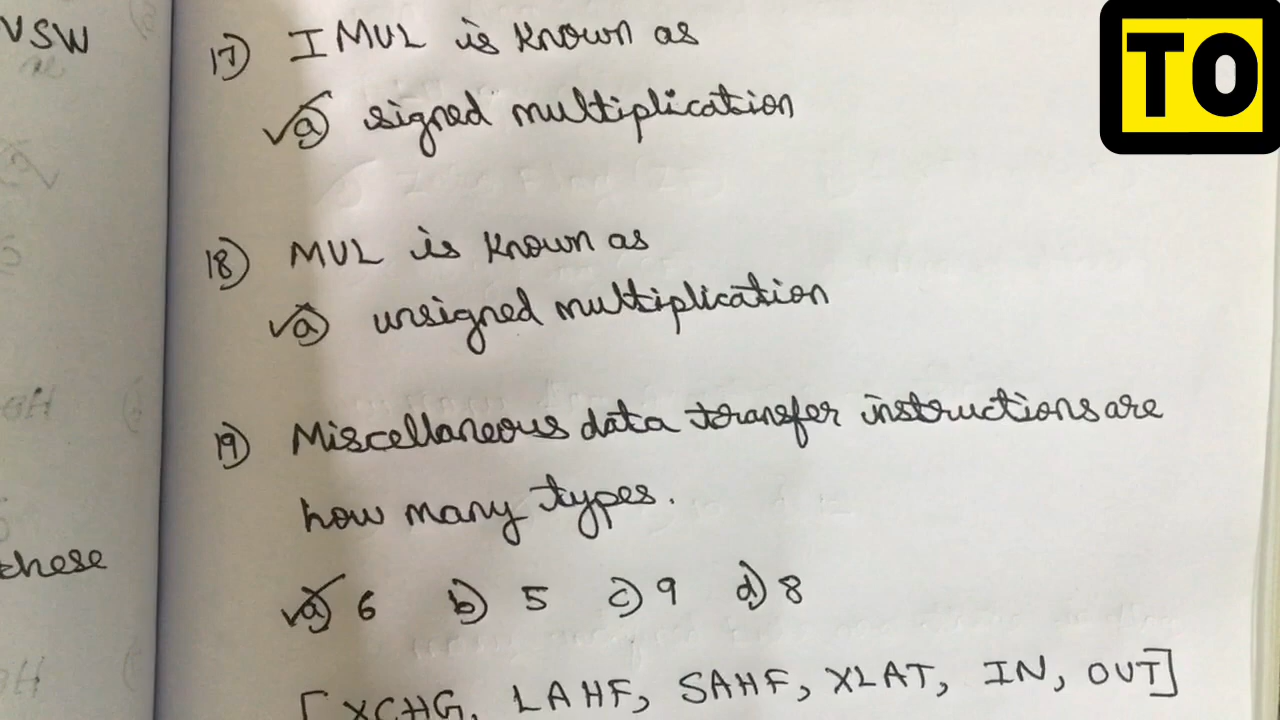 VSW
TO
17) IMUL is known as
a) signed multiplication
18) MUL is known as
a) unsigned multiplication
19) Miscellaneous data transfer instructions are
how many types.
a) 6 b) 5 c) 9 d) 8
these
[XCHG, LAHF, SAHF, XLAT, IN, OUT]